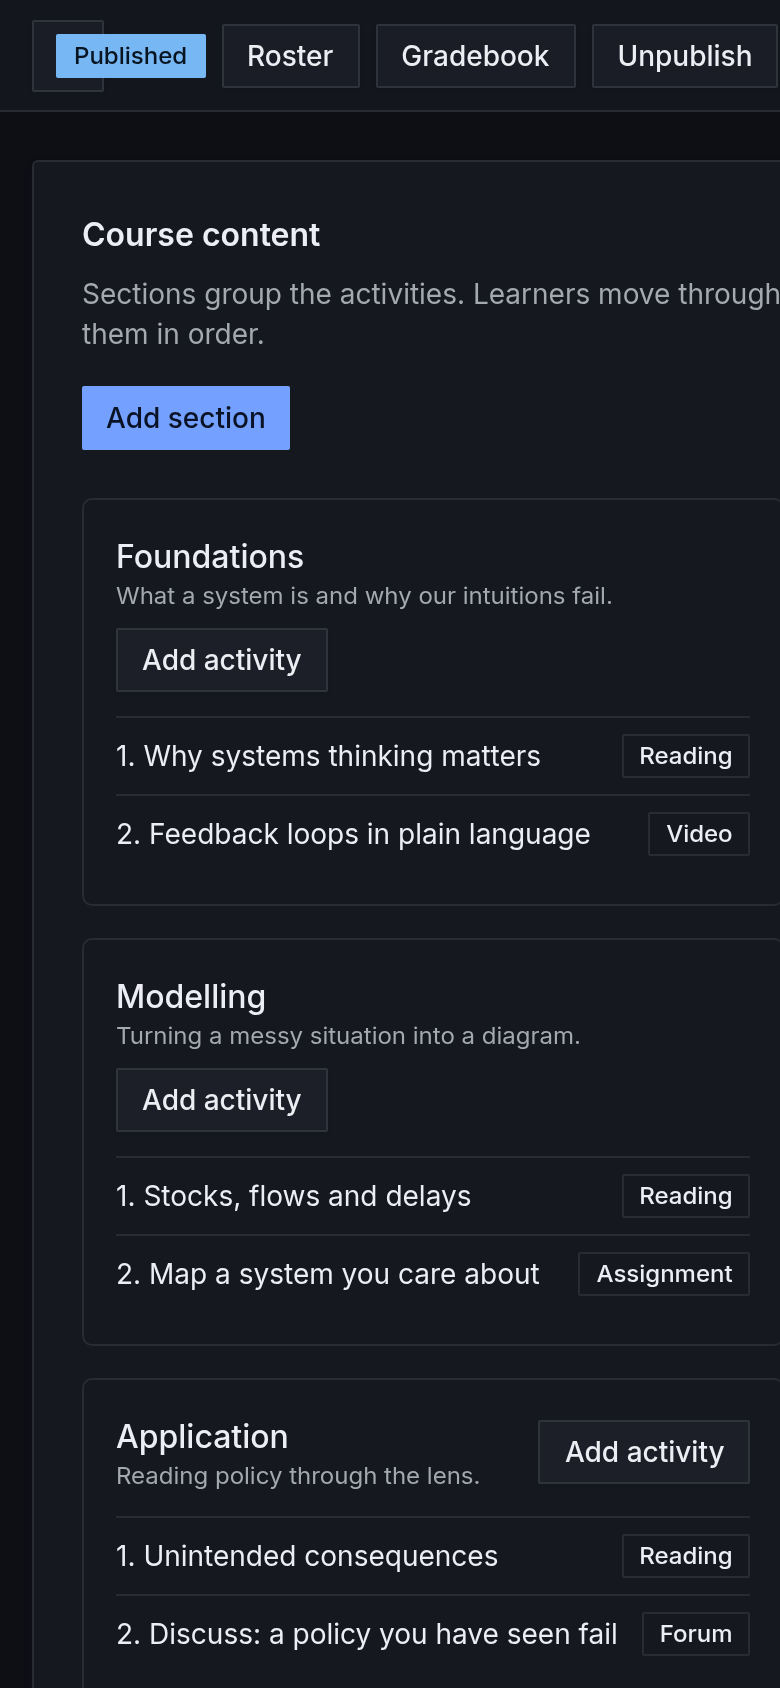 Published Roster Gradebook Unpublish
Course content
Sections group the activities. Learners move through
them in order.
Add section
Foundations
What a system is and why our intuitions fail.
Add activity
1. Why systems thinking matters Reading
2. Feedback loops in plain language Video
Modelling
Turning a messy situation into a diagram.
Add activity
1. Stocks, flows and delays Reading
2. Map a system you care about Assignment
Application
Reading policy through the lens.
Add activity
1. Unintended consequences Reading
2. Discuss: a policy you have seen fail Forum